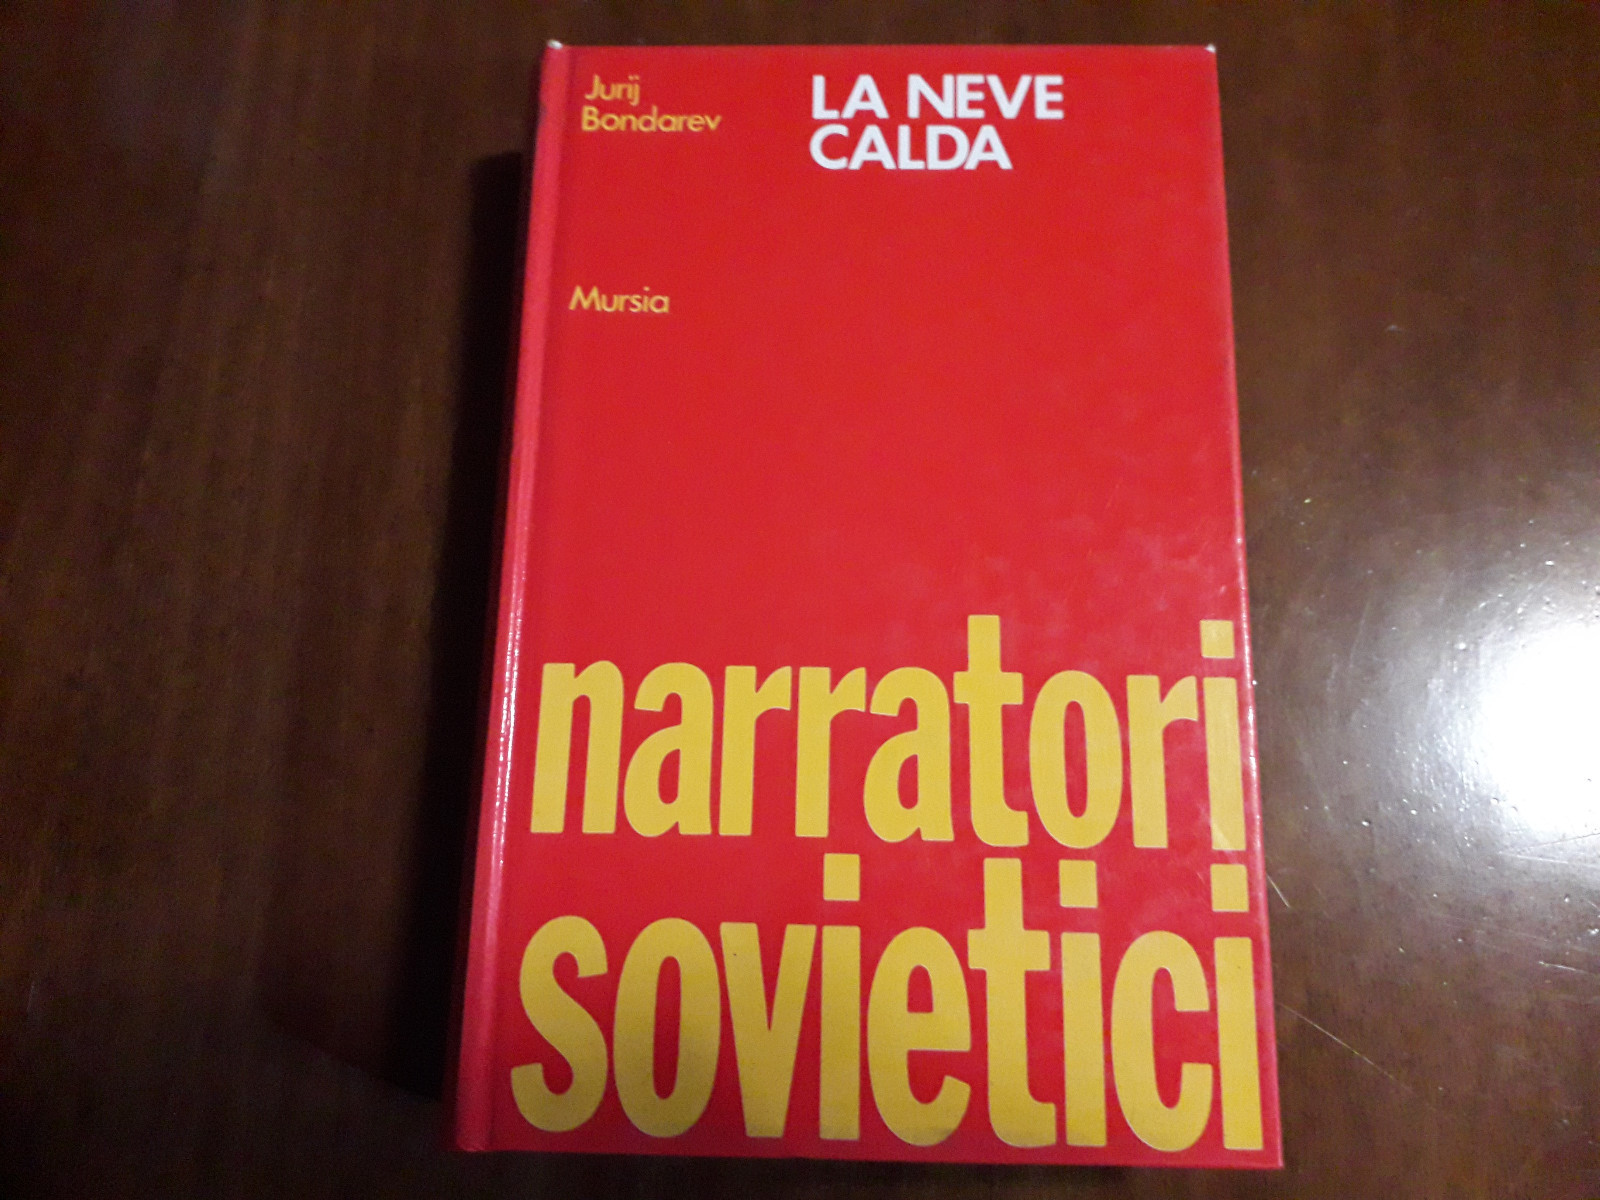 Jurij
Bondarev
LA NEVE
CALDA
Mursia
narratori
sovietici